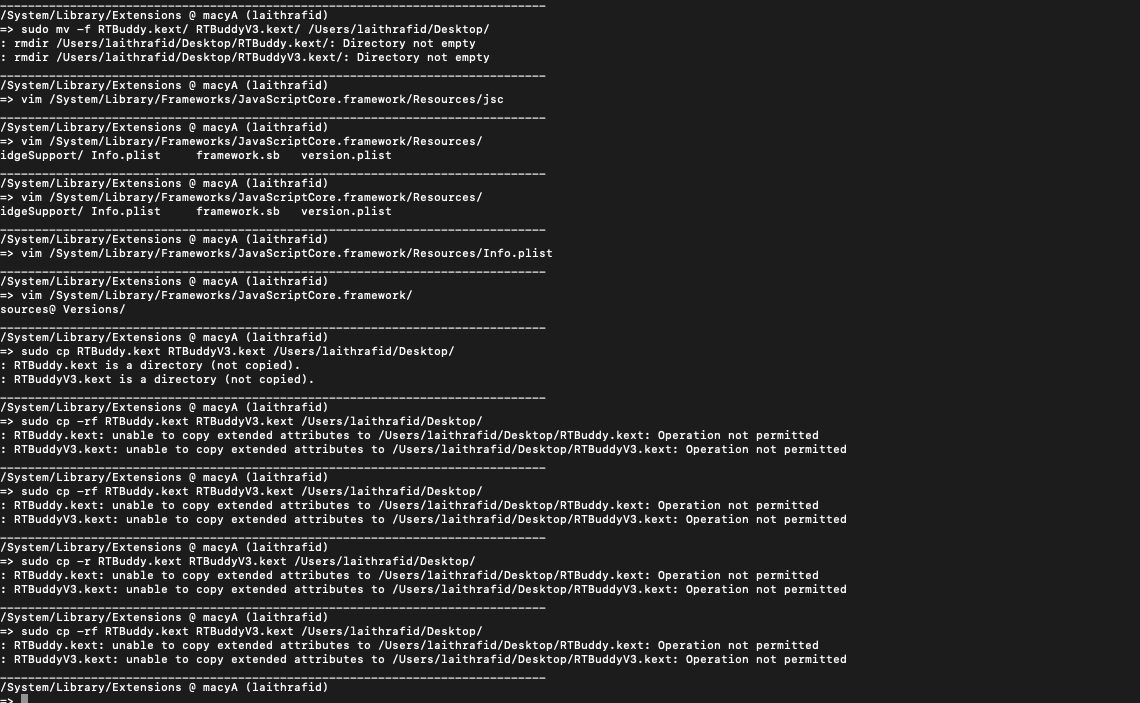 /System/Library/Extensions @ macyA (laithrafid)
=> sudo mv -f RTBuddy.kext/ RTBuddyV3.kext/ /Users/laithrafid/Desktop/
: rmdir /Users/laithrafid/Desktop/RTBuddy.kext/: Directory not empty
: rmdir /Users/laithrafid/Desktop/RTBuddyV3.kext/: Directory not empty
/System/Library/Extensions @ macyA (laithrafid)
=> vim /System/Library/Frameworks/JavaScriptCore.framework/Resources/jsc
/System/Library/Extensions @ macyA (laithrafid)
=> vim /System/Library/Frameworks/JavaScriptCore.framework/Resources/
idgeSupport/ Info.plist     framework.sb   version.plist
/System/Library/Extensions @ macyA (laithrafid)
=> vim /System/Library/Frameworks/JavaScriptCore.framework/Resources/
idgeSupport/ Info.plist     framework.sb   version.plist
/System/Library/Extensions @ macyA (laithrafid)
=> vim /System/Library/Frameworks/JavaScriptCore.framework/Resources/Info.plist
/System/Library/Extensions @ macyA (laithrafid)
=> vim /System/Library/Frameworks/JavaScriptCore.framework/
sources@ Versions/
/System/Library/Extensions @ macyA (laithrafid)
=> sudo cp RTBuddy.kext RTBuddyV3.kext /Users/laithrafid/Desktop/
: RTBuddy.kext is a directory (not copied).
: RTBuddyV3.kext is a directory (not copied).
/System/Library/Extensions @ macyA (laithrafid)
=> sudo cp -rf RTBuddy.kext RTBuddyV3.kext /Users/laithrafid/Desktop/
: RTBuddy.kext: unable to copy extended attributes to /Users/laithrafid/Desktop/RTBuddy.kext: Operation not permitted
: RTBuddyV3.kext: unable to copy extended attributes to /Users/laithrafid/Desktop/RTBuddyV3.kext: Operation not permitted
/System/Library/Extensions @ macyA (laithrafid)
=> sudo cp -rf RTBuddy.kext RTBuddyV3.kext /Users/laithrafid/Desktop/
: RTBuddy.kext: unable to copy extended attributes to /Users/laithrafid/Desktop/RTBuddy.kext: Operation not permitted
: RTBuddyV3.kext: unable to copy extended attributes to /Users/laithrafid/Desktop/RTBuddyV3.kext: Operation not permitted
/System/Library/Extensions @ macyA (laithrafid)
=> sudo cp -r RTBuddy.kext RTBuddyV3.kext /Users/laithrafid/Desktop/
: RTBuddy.kext: unable to copy extended attributes to /Users/laithrafid/Desktop/RTBuddy.kext: Operation not permitted
: RTBuddyV3.kext: unable to copy extended attributes to /Users/laithrafid/Desktop/RTBuddyV3.kext: Operation not permitted
/System/Library/Extensions @ macyA (laithrafid)
=> sudo cp -rf RTBuddy.kext RTBuddyV3.kext /Users/laithrafid/Desktop/
: RTBuddy.kext: unable to copy extended attributes to /Users/laithrafid/Desktop/RTBuddy.kext: Operation not permitted
: RTBuddyV3.kext: unable to copy extended attributes to /Users/laithrafid/Desktop/RTBuddyV3.kext: Operation not permitted
/System/Library/Extensions @ macyA (laithrafid)
=>